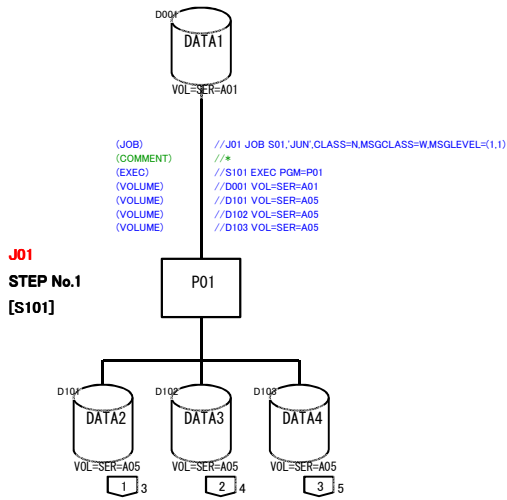 D001
DATA1
VOL=SER=A01
(JOB) //J01 JOB S01,'JUN',CLASS=N,MSGCLASS=W,MSGLEVEL=(1,1)
(COMMENT) //*
(EXEC) //S101 EXEC PGM=P01
(VOLUME) //D001 VOL=SER=A01
(VOLUME) //D101 VOL=SER=A05
(VOLUME) //D102 VOL=SER=A05
(VOLUME) //D103 VOL=SER=A05
J01
STEP No.1
[S101]
P01
D101 D102 D103
DATA2 DATA3 DATA4
VOL=SER=A05 VOL=SER=A05 VOL=SER=A05
1 3 2 4 3 5